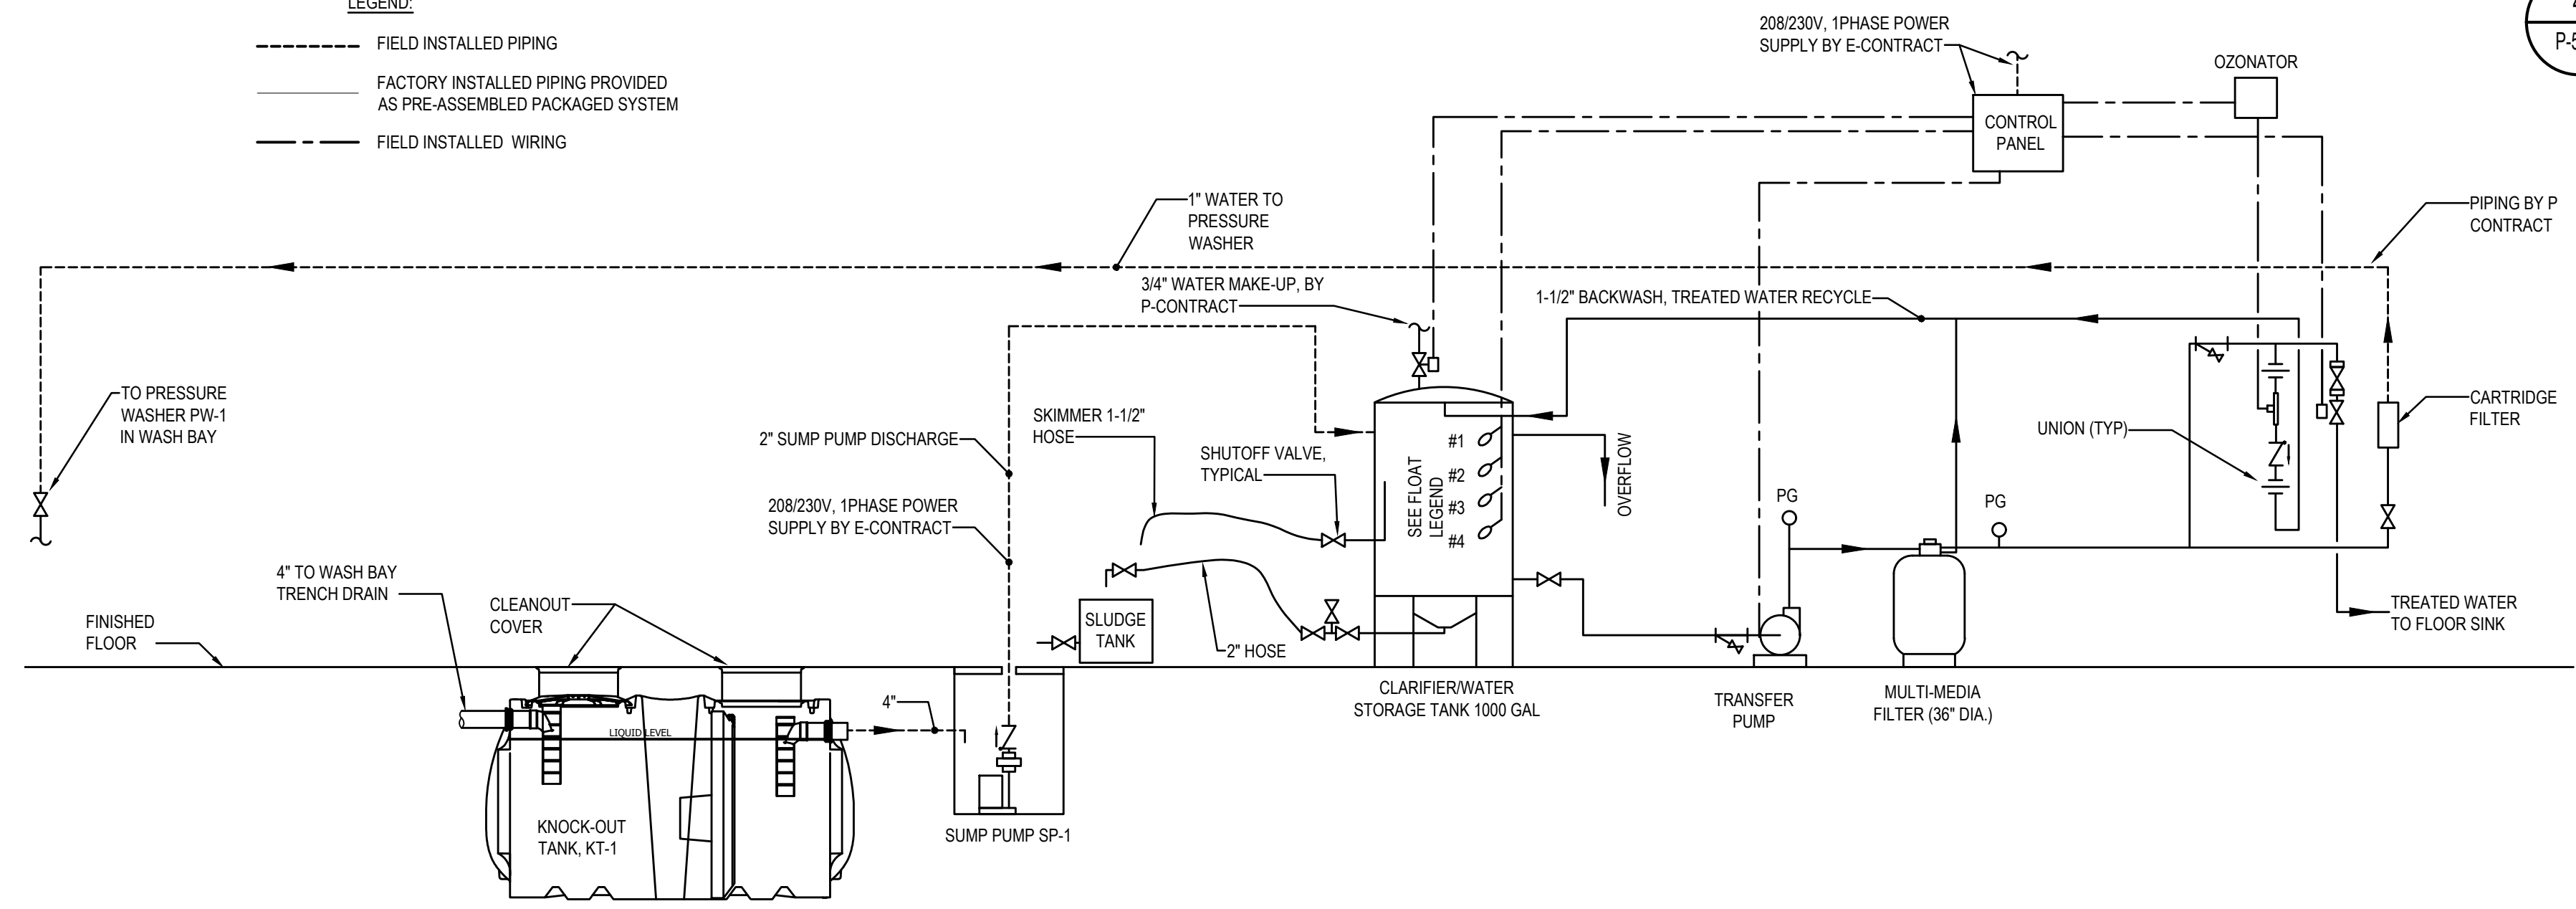 LEGEND:
FIELD INSTALLED PIPING
FACTORY INSTALLED PIPING PROVIDED
AS PRE-ASSEMBLED PACKAGED SYSTEM
FIELD INSTALLED WIRING
208/230V, 1PHASE POWER
SUPPLY BY E-CONTRACT
OZONATOR
CONTROL
PANEL
1" WATER TO
PRESSURE
WASHER
PIPING BY P
CONTRACT
3/4" WATER MAKE-UP, BY
P-CONTRACT
1-1/2" BACKWASH, TREATED WATER RECYCLE
TO PRESSURE
WASHER PW-1
IN WASH BAY
2" SUMP PUMP DISCHARGE
SKIMMER 1-1/2"
HOSE
SHUTOFF VALVE,
TYPICAL
SEE FLOAT
LEGEND
#1
#2
#3
#4
OVERFLOW
UNION (TYP)
CARTRIDGE
FILTER
208/230V, 1PHASE POWER
SUPPLY BY E-CONTRACT
PG
PG
4" TO WASH BAY
TRENCH DRAIN
CLEANOUT
COVER
FINISHED
FLOOR
SLUDGE
TANK
2" HOSE
TREATED WATER
TO FLOOR SINK
4"
LIQUID LEVEL
CLARIFIER/WATER
STORAGE TANK 1000 GAL
TRANSFER
PUMP
MULTI-MEDIA
FILTER (36" DIA.)
KNOCK-OUT
TANK, KT-1
SUMP PUMP SP-1